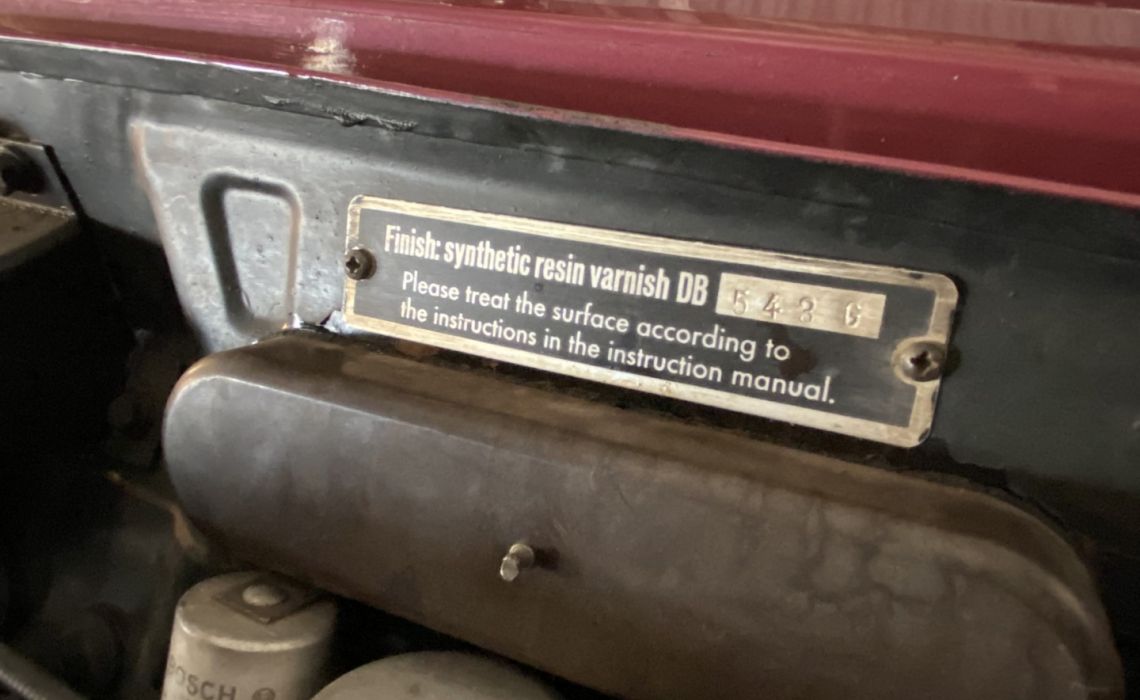 Finish: synthetic resin varnish DB 543 G
Please treat the surface according to
the instructions in the instruction manual.
BOSCH